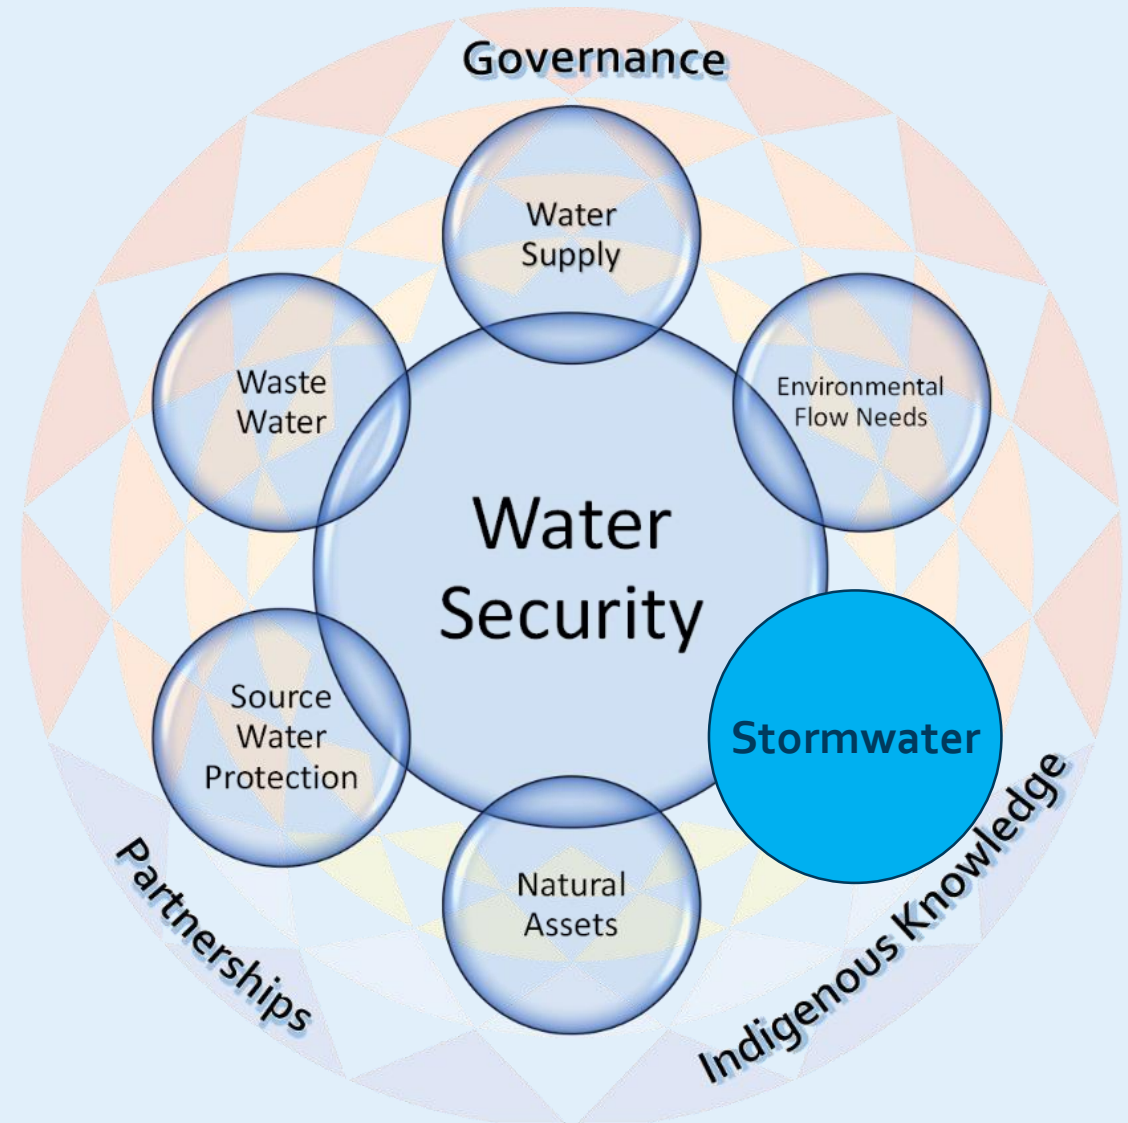 Governance
Water
Supply
Waste
Water
Environmental
Flow Needs
Water
Security
Source
Water
Protection
Stormwater
Natural
Assets
Partnerships
Indigenous Knowledge